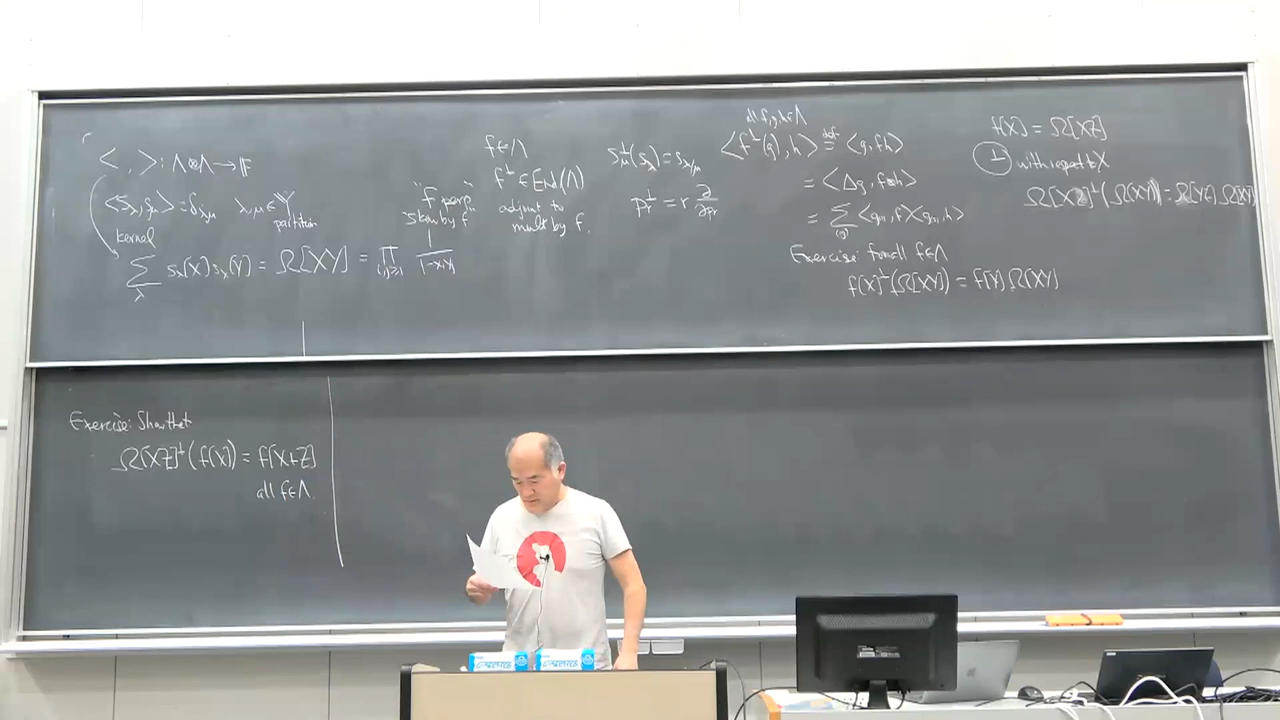 < , > : Λ⊗Λ → 𝔽
<s_λ, s_μ> = δ_{λμ} λ,μ ∈ 𝕐
partition
kernel
∑_λ s_λ[X] s_λ[Y] = Ω[XY] = ∏_{i,j≥1} 1/(1-x_i y_j)
f∈Λ
f^⊥ ∈ End(Λ)
"f perp"
"skew by f"
adjoint to
mult by f.
s_μ^⊥(s_λ) = s_{λ/μ}
p_r^⊥ = r ∂/∂p_r
all f,g,h∈Λ
<f^⊥(g), h> def= <g, fh>
= <Δg, f⊗h>
= ∑_{(g)} <g_{(1)}, f><g_{(2)}, h>
Exercise: for all f∈Λ
f[X]^⊥(Ω[XY]) = f[Y]Ω[XY]
f[X] = Ω[XZ]
⊥ with respect to X
Ω[XZ]^⊥(Ω[XY]) = Ω[YZ] Ω[XY]
Exercise: Show that
Ω[XZ]^⊥(f[X]) = f[X+Z]
all f∈Λ.